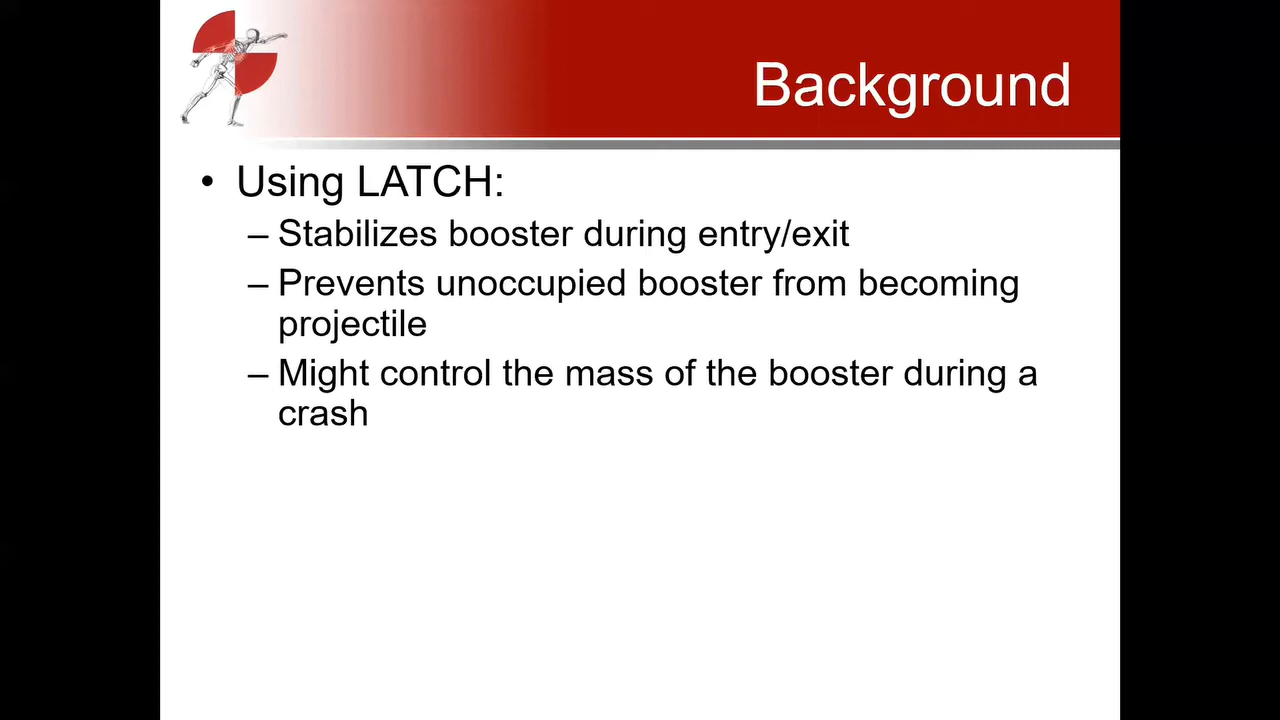 Background
• Using LATCH:
– Stabilizes booster during entry/exit
– Prevents unoccupied booster from becoming
projectile
– Might control the mass of the booster during a
crash